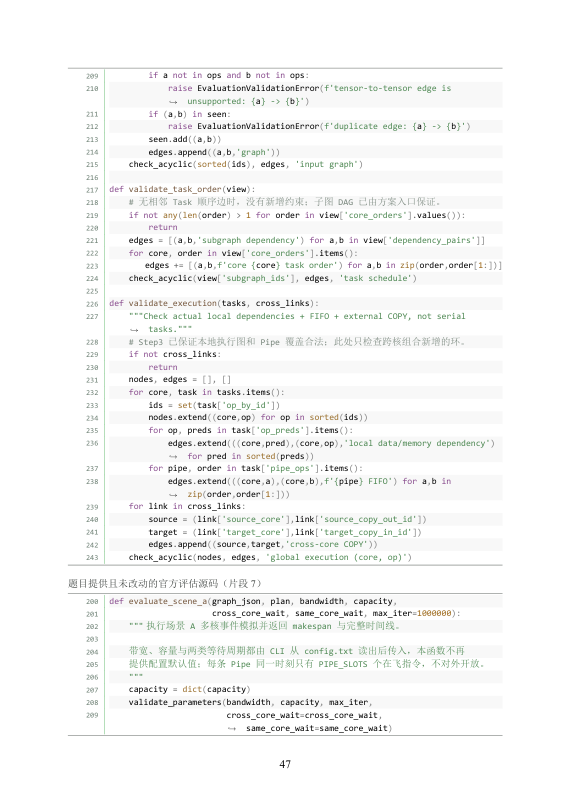 209 if a not in ops and b not in ops:
210 raise EvaluationValidationError(f'tensor-to-tensor edge is
↪ unsupported: {a} -> {b}')
211 if (a,b) in seen:
212 raise EvaluationValidationError(f'duplicate edge: {a} -> {b}')
213 seen.add((a,b))
214 edges.append((a,b,'graph'))
215 check_acyclic(sorted(ids), edges, 'input graph')
216
217 def validate_task_order(view):
218 # 无相邻 Task 顺序边时,没有新增约束;子图 DAG 已由方案入口保证。
219 if not any(len(order) > 1 for order in view['core_orders'].values()):
220 return
221 edges = [(a,b,'subgraph dependency') for a,b in view['dependency_pairs']]
222 for core, order in view['core_orders'].items():
223 edges += [(a,b,f'core {core} task order') for a,b in zip(order,order[1:])]
224 check_acyclic(view['subgraph_ids'], edges, 'task schedule')
225
226 def validate_execution(tasks, cross_links):
227 """Check actual local dependencies + FIFO + external COPY, not serial
↪ tasks."""
228 # Step3 已保证本地执行图和 Pipe 覆盖合法;此处只检查跨核组合新增的环。
229 if not cross_links:
230 return
231 nodes, edges = [], []
232 for core, task in tasks.items():
233 ids = set(task['op_by_id'])
234 nodes.extend((core,op) for op in sorted(ids))
235 for op, preds in task['op_preds'].items():
236 edges.extend(((core,pred),(core,op),'local data/memory dependency')
↪ for pred in sorted(preds))
237 for pipe, order in task['pipe_ops'].items():
238 edges.extend(((core,a),(core,b),f'{pipe} FIFO') for a,b in
↪ zip(order,order[1:]))
239 for link in cross_links:
240 source = (link['source_core'],link['source_copy_out_id'])
241 target = (link['target_core'],link['target_copy_in_id'])
242 edges.append((source,target,'cross-core COPY'))
243 check_acyclic(nodes, edges, 'global execution (core, op)')
题目提供且未改动的官方评估源码(片段 7)
200 def evaluate_scene_a(graph_json, plan, bandwidth, capacity,
201 cross_core_wait, same_core_wait, max_iter=1000000):
202 """ 执行场景 A 多核事件模拟并返回 makespan 与完整时间线。
203
204 带宽、容量与两类等待周期都由 CLI 从 config.txt 读出后传入,本函数不再
205 提供配置默认值;每条 Pipe 同一时刻只有 PIPE_SLOTS 个在飞指令,不对外开放。
206 """
207 capacity = dict(capacity)
208 validate_parameters(bandwidth, capacity, max_iter,
209 cross_core_wait=cross_core_wait,
↪ same_core_wait=same_core_wait)
47